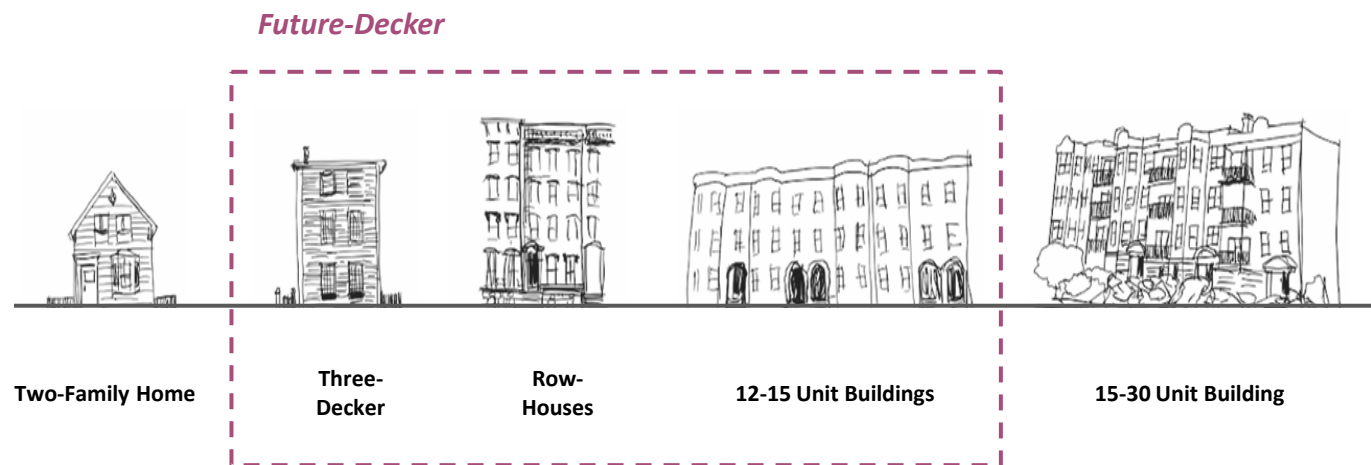 Future-Decker
Two-Family Home
Three-
Decker
Row-
Houses
12-15 Unit Buildings
15-30 Unit Building